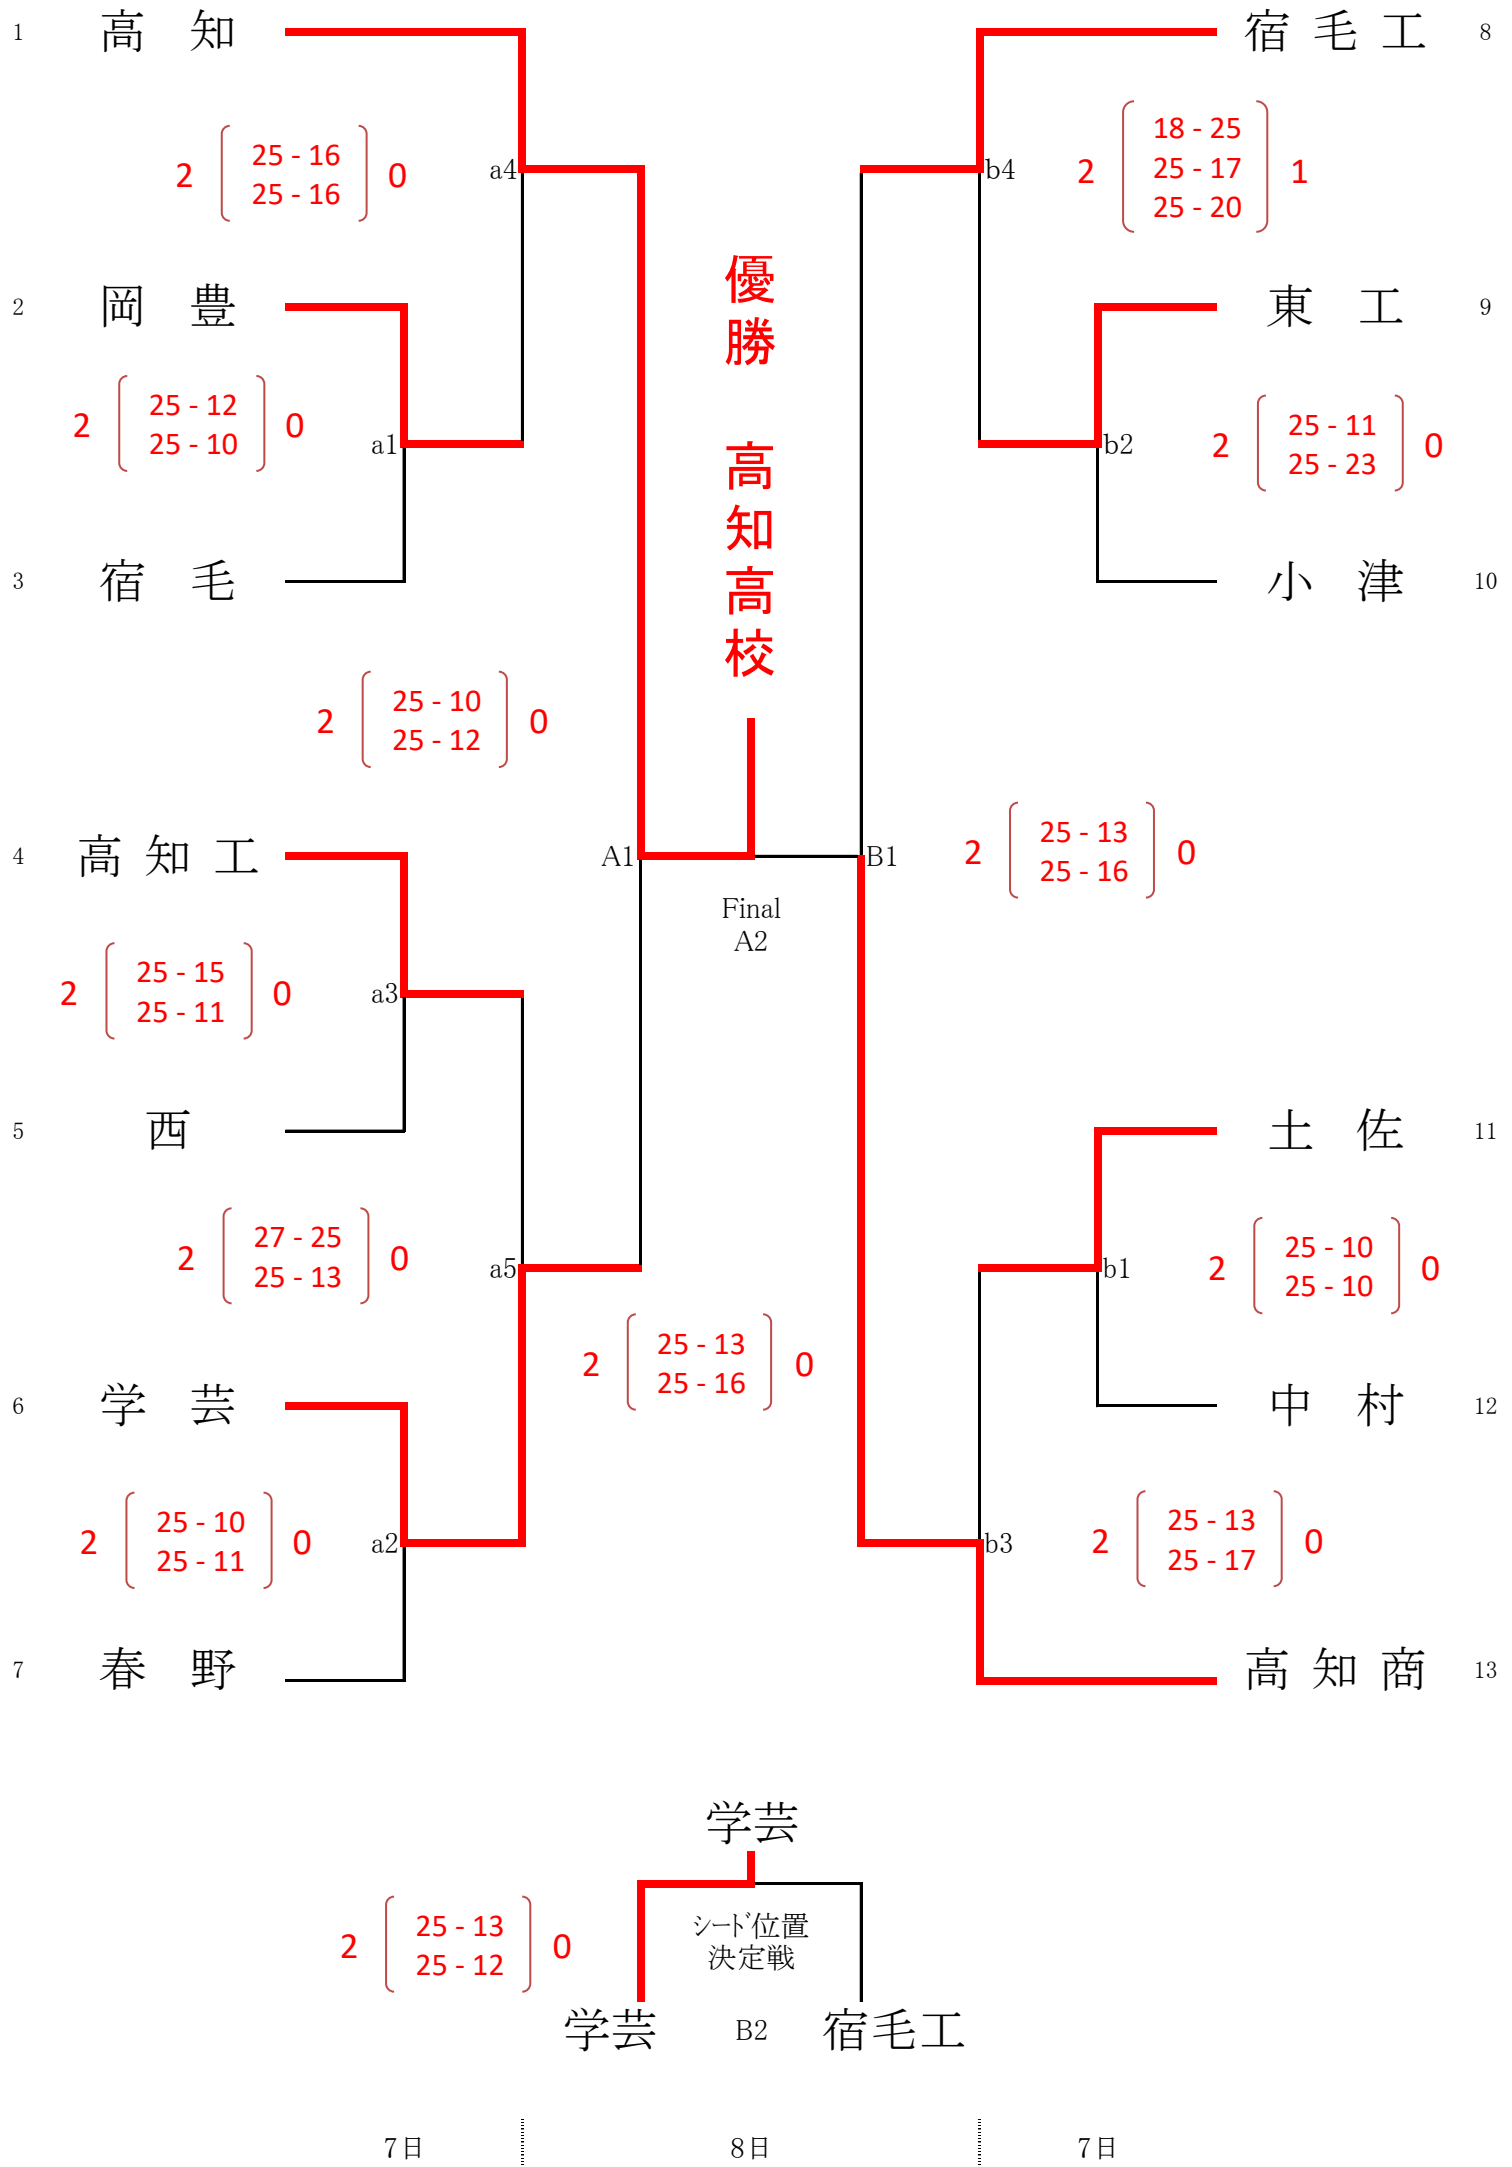 1 高 知
宿 毛 工 8
2 25 - 16 0
25 - 16
a4
b4
2 18 - 25 1
25 - 17
25 - 20
優勝 高知高校
2 岡 豊
東 工 9
2 25 - 12 0
25 - 10
a1
b2
2 25 - 11 0
25 - 23
3 宿 毛
小 津 10
2 25 - 10 0
25 - 12
4 高 知 工
A1
B1
2 25 - 13 0
25 - 16
Final
A2
2 25 - 15 0
25 - 11
a3
5 西
土 佐 11
2 27 - 25 0
25 - 13
a5
b1
2 25 - 10 0
25 - 10
2 25 - 13 0
25 - 16
6 学 芸
中 村 12
2 25 - 10 0
25 - 11
a2
b3
2 25 - 13 0
25 - 17
7 春 野
高 知 商 13
学芸
2 25 - 13 0
25 - 12
シード位置
決定戦
学芸 B2 宿毛工
7日 8日 7日